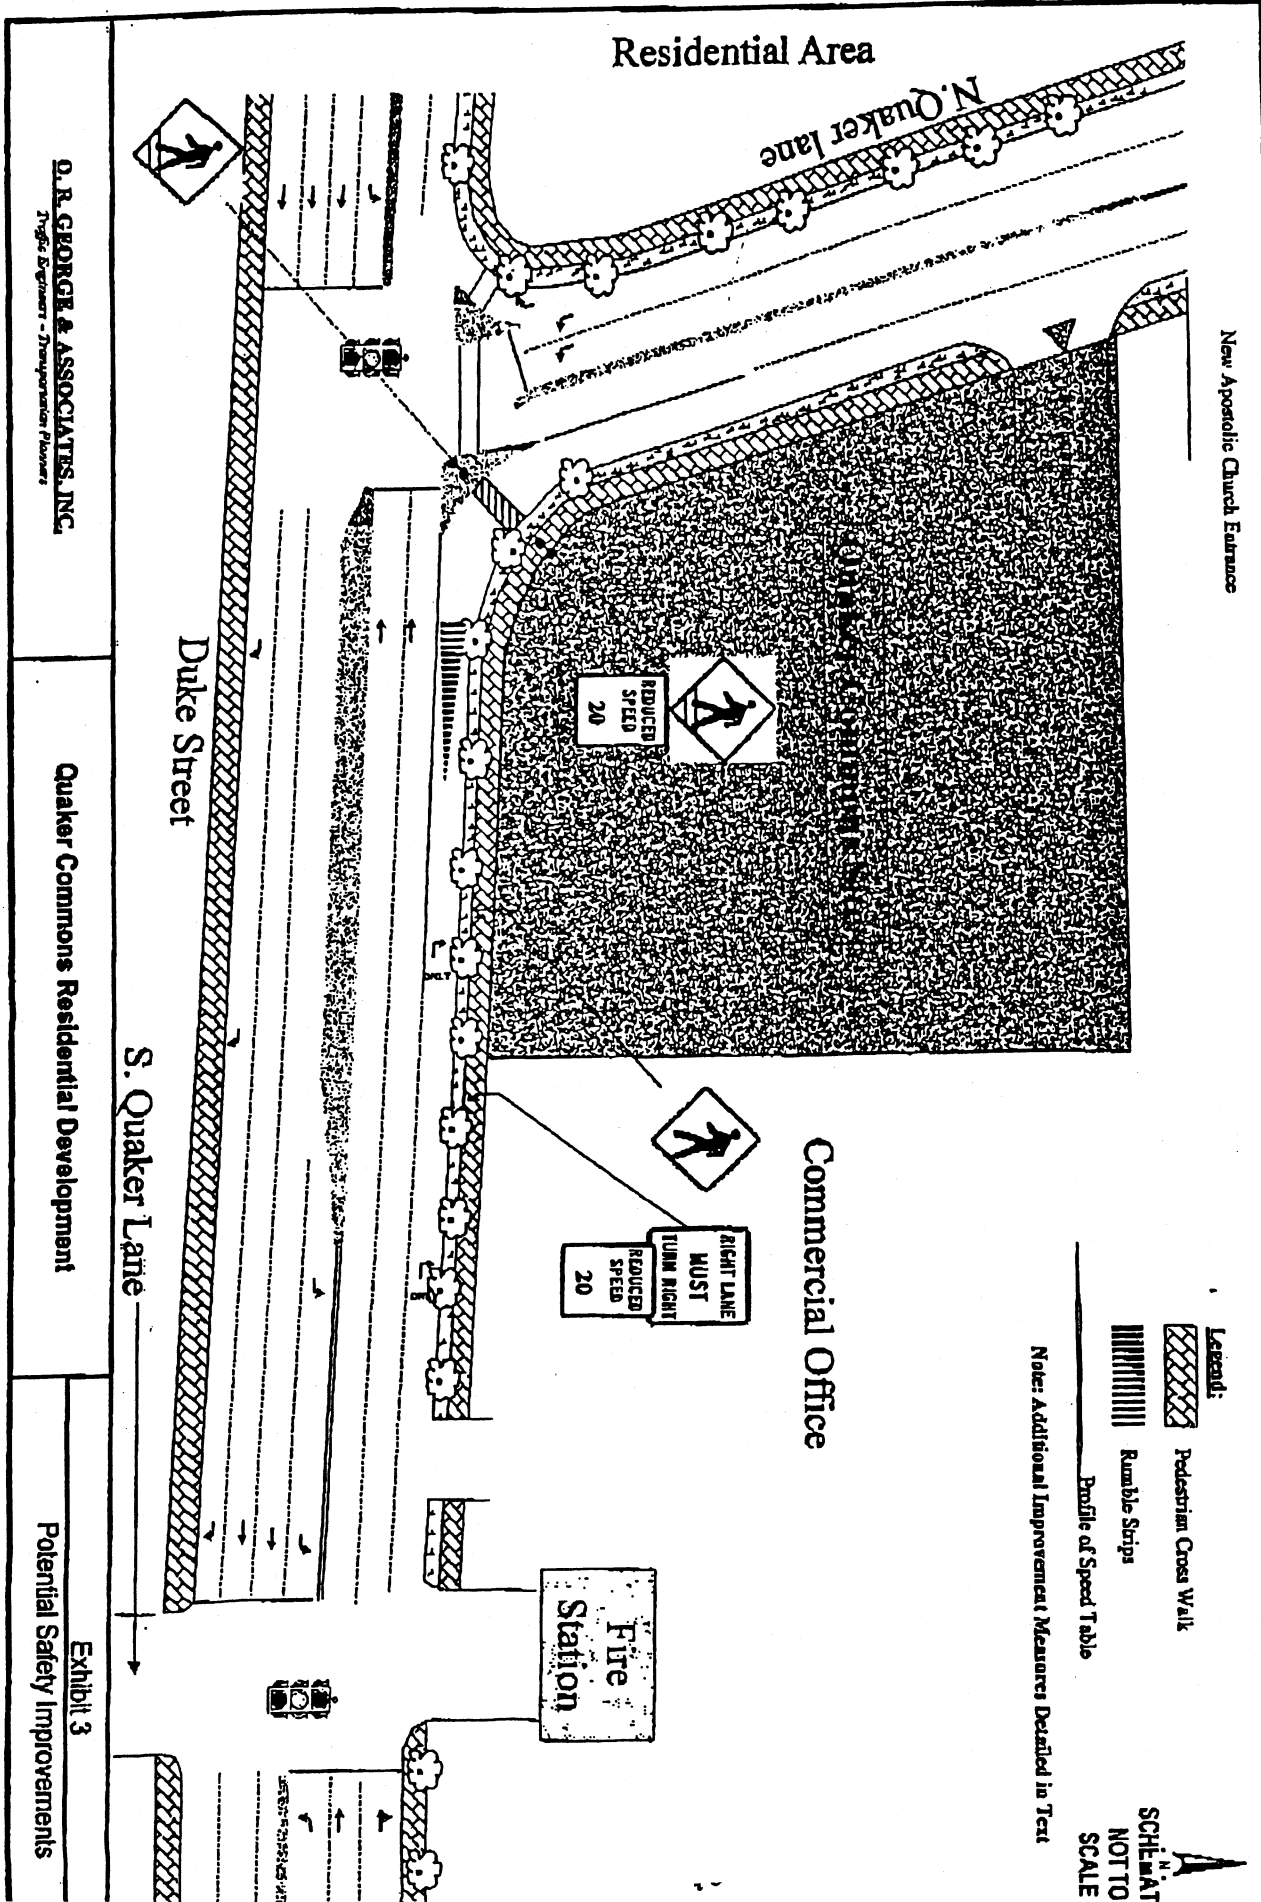 Residential Area
N.Quaker lane
New Apostolic Church Entrance
REDUCED
SPEED
20
Commercial Office
RIGHT LANE
MUST
TURN RIGHT
REDUCED
SPEED
20
Fire
Station
Duke Street
S. Quaker Lane
ONLY
Legend:
Pedestrian Cross Walk
Rumble Strips
Profile of Speed Table
Note: Additional Improvement Measures Detailed in Text
N
SCHEMAT
NOT TO
SCALE
O. R. GEORGE & ASSOCIATES, INC.
Traffic Engineers - Transportation Planners
Quaker Commons Residential Development
Exhibit 3
Potential Safety Improvements